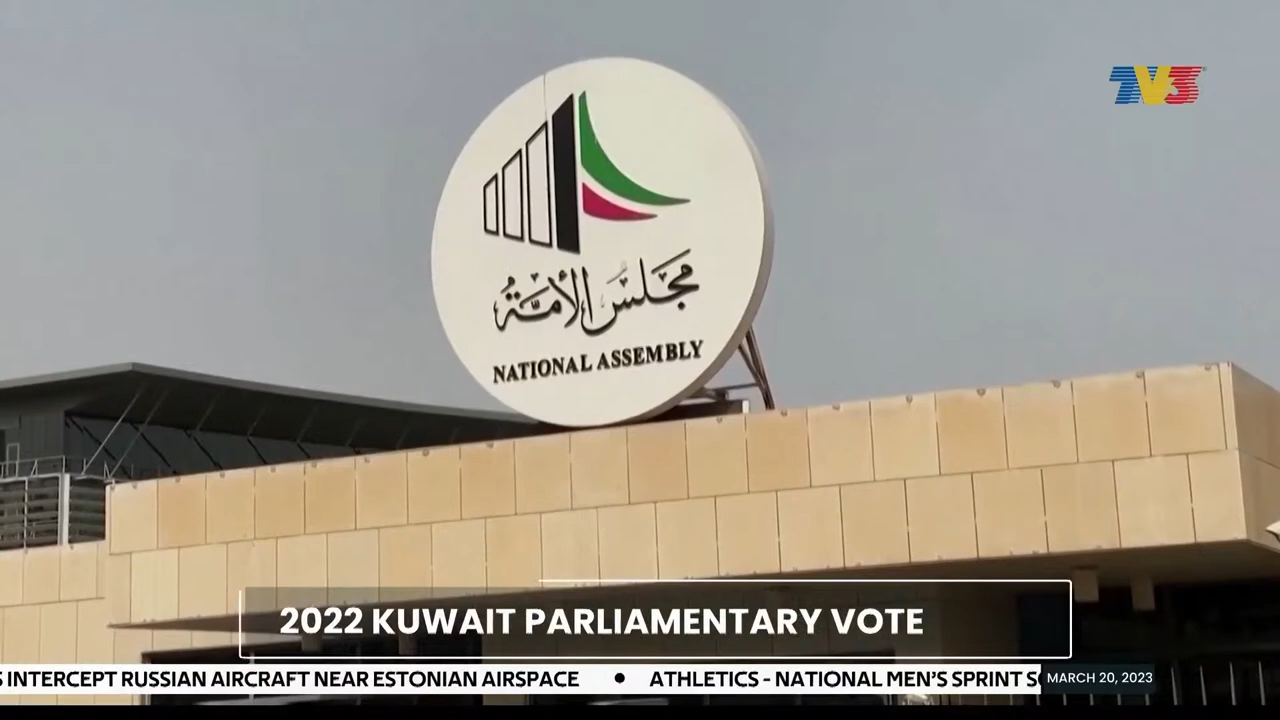 TV3
مجلس الأمة
NATIONAL ASSEMBLY
2022 KUWAIT PARLIAMENTARY VOTE
INTERCEPT RUSSIAN AIRCRAFT NEAR ESTONIAN AIRSPACE • ATHLETICS - NATIONAL MEN'S SPRINT
MARCH 20, 2023